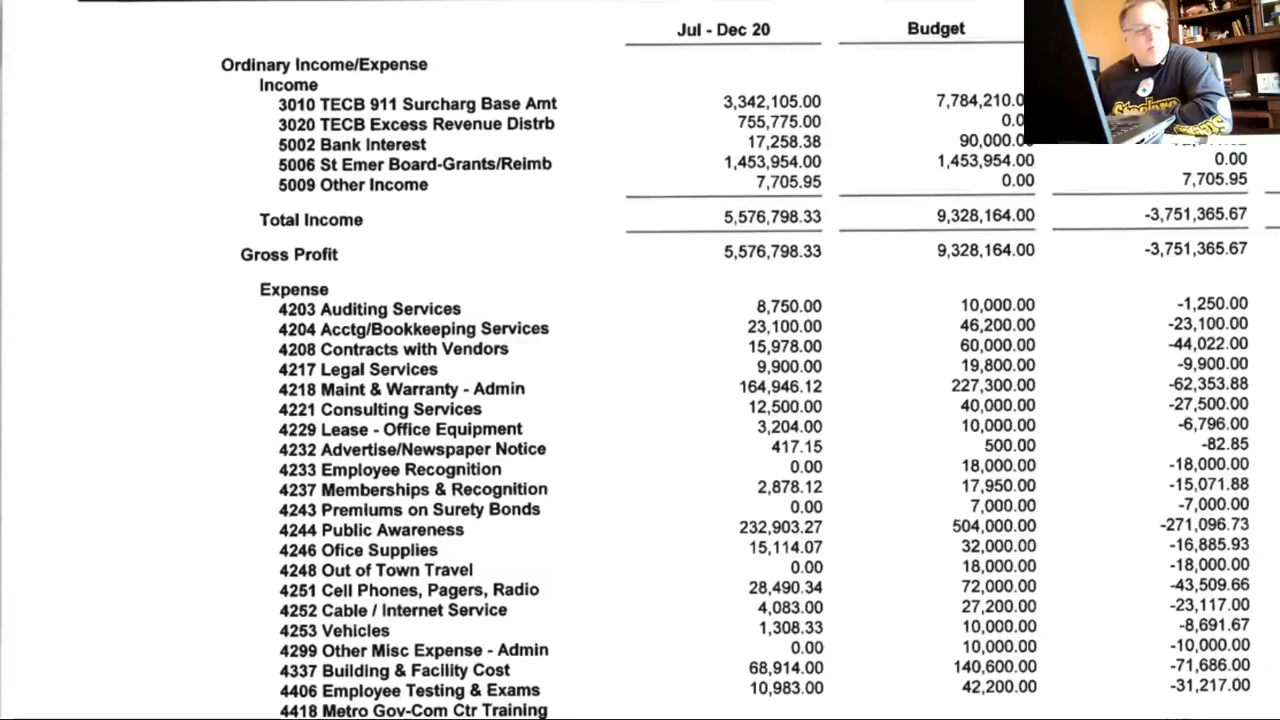 Jul - Dec 20 Budget
Ordinary Income/Expense
Income
3010 TECB 911 Surcharg Base Amt 3,342,105.00 7,784,210.0
3020 TECB Excess Revenue Distrb 755,775.00 0.0
5002 Bank Interest 17,258.38 90,000.00
5006 St Emer Board-Grants/Reimb 1,453,954.00 1,453,954.00 0.00
5009 Other Income 7,705.95 0.00 7,705.95
Total Income 5,576,798.33 9,328,164.00 -3,751,365.67
Gross Profit 5,576,798.33 9,328,164.00 -3,751,365.67
Expense
4203 Auditing Services 8,750.00 10,000.00 -1,250.00
4204 Acctg/Bookkeeping Services 23,100.00 46,200.00 -23,100.00
4208 Contracts with Vendors 15,978.00 60,000.00 -44,022.00
4217 Legal Services 9,900.00 19,800.00 -9,900.00
4218 Maint & Warranty - Admin 164,946.12 227,300.00 -62,353.88
4221 Consulting Services 12,500.00 40,000.00 -27,500.00
4229 Lease - Office Equipment 3,204.00 10,000.00 -6,796.00
4232 Advertise/Newspaper Notice 417.15 500.00 -82.85
4233 Employee Recognition 0.00 18,000.00 -18,000.00
4237 Memberships & Recognition 2,878.12 17,950.00 -15,071.88
4243 Premiums on Surety Bonds 0.00 7,000.00 -7,000.00
4244 Public Awareness 232,903.27 504,000.00 -271,096.73
4246 Ofice Supplies 15,114.07 32,000.00 -16,885.93
4248 Out of Town Travel 0.00 18,000.00 -18,000.00
4251 Cell Phones, Pagers, Radio 28,490.34 72,000.00 -43,509.66
4252 Cable / Internet Service 4,083.00 27,200.00 -23,117.00
4253 Vehicles 1,308.33 10,000.00 -8,691.67
4299 Other Misc Expense - Admin 0.00 10,000.00 -10,000.00
4337 Building & Facility Cost 68,914.00 140,600.00 -71,686.00
4406 Employee Testing & Exams 10,983.00 42,200.00 -31,217.00
4418 Metro Gov-Com Ctr Training